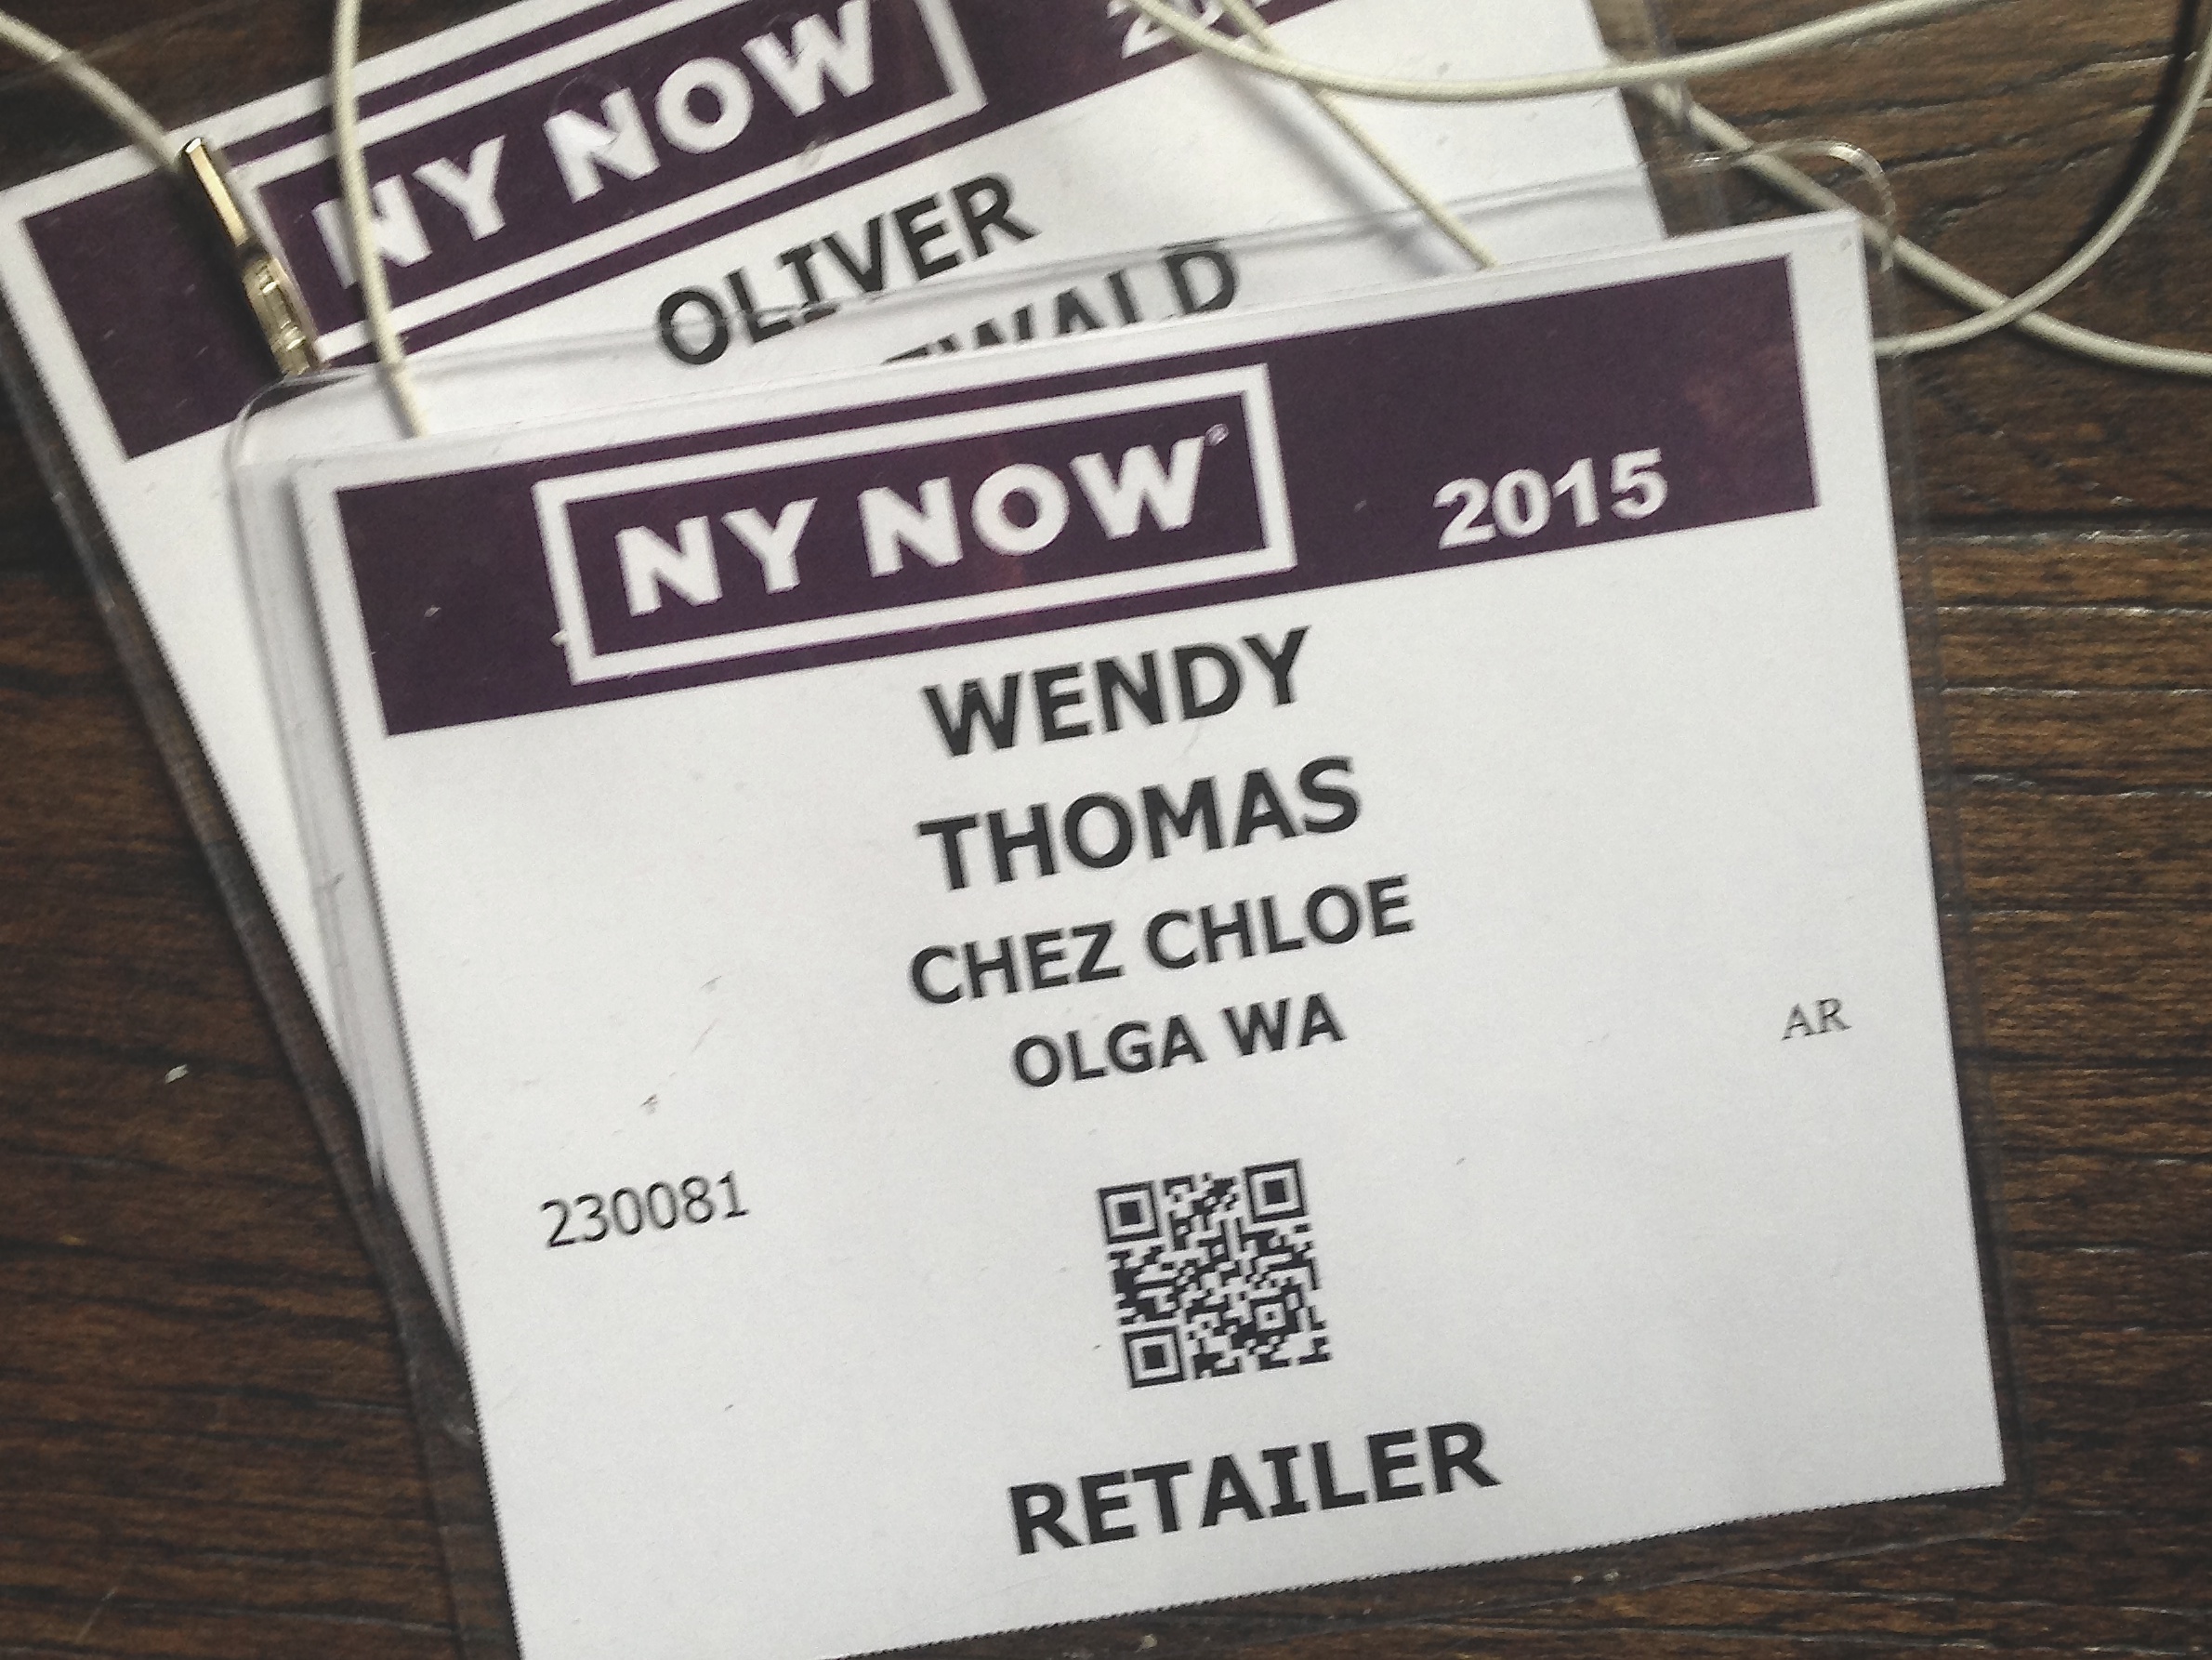 NY NOW
OLIVER
NY NOW
2015
WENDY
THOMAS
CHEZ CHLOE
OLGA WA
AR
230081
RETAILER